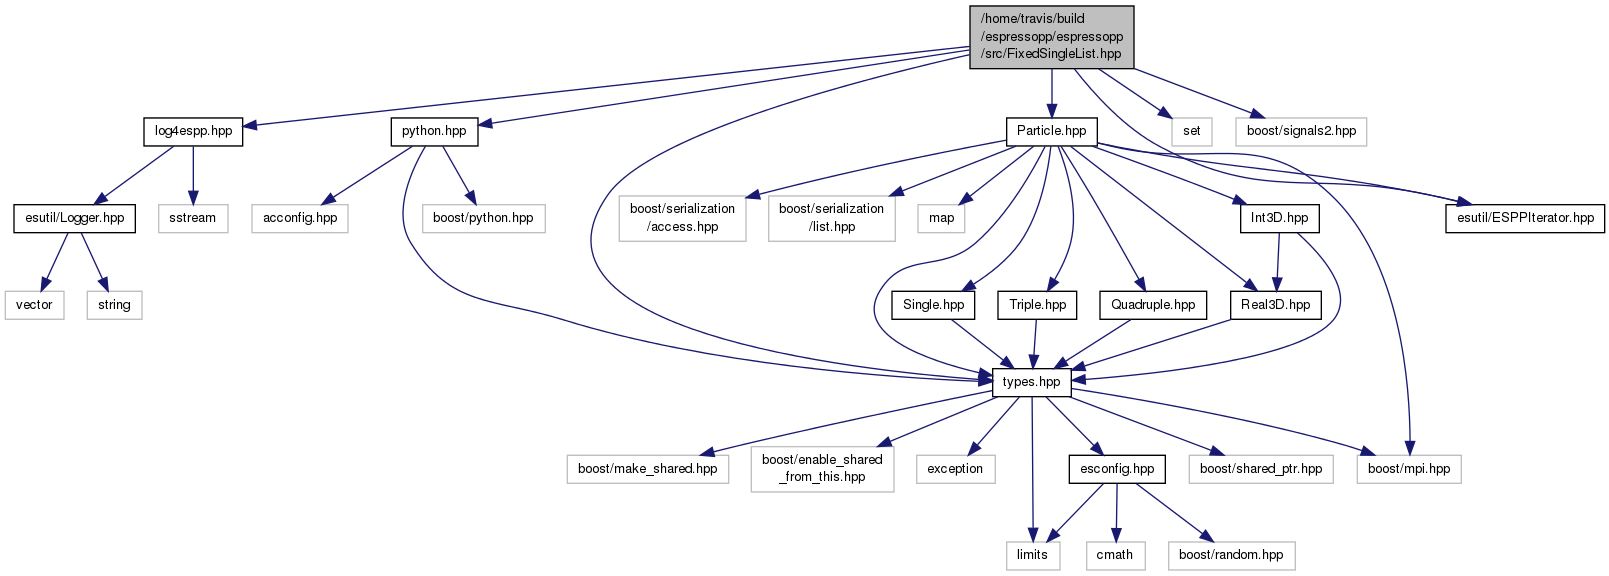 /home/travis/build
/espressopp/espressopp
/src/FixedSingleList.hpp
log4espp.hpp
python.hpp
Particle.hpp
set
boost/signals2.hpp
esutil/Logger.hpp
sstream
acconfig.hpp
boost/python.hpp
boost/serialization
/access.hpp
boost/serialization
/list.hpp
map
Int3D.hpp
esutil/ESPPIterator.hpp
vector
string
Single.hpp
Triple.hpp
Quadruple.hpp
Real3D.hpp
types.hpp
boost/make_shared.hpp
boost/enable_shared
_from_this.hpp
exception
esconfig.hpp
boost/shared_ptr.hpp
boost/mpi.hpp
limits
cmath
boost/random.hpp